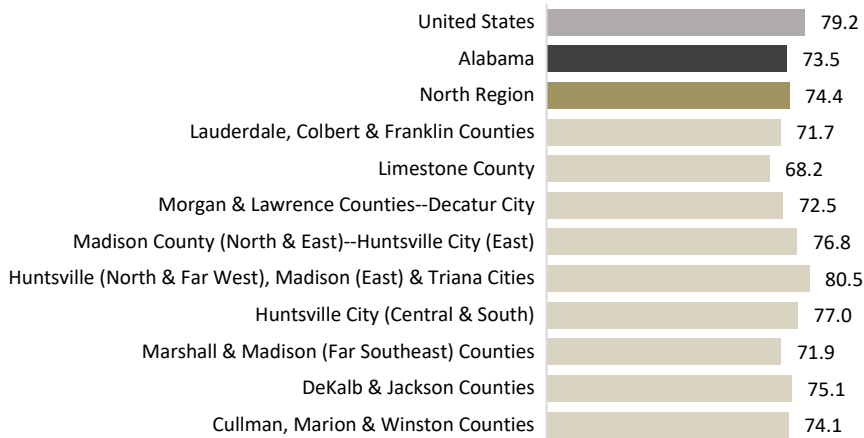 United States 79.2
Alabama 73.5
North Region 74.4
Lauderdale, Colbert & Franklin Counties 71.7
Limestone County 68.2
Morgan & Lawrence Counties--Decatur City 72.5
Madison County (North & East)--Huntsville City (East) 76.8
Huntsville (North & Far West), Madison (East) & Triana Cities 80.5
Huntsville City (Central & South) 77.0
Marshall & Madison (Far Southeast) Counties 71.9
DeKalb & Jackson Counties 75.1
Cullman, Marion & Winston Counties 74.1